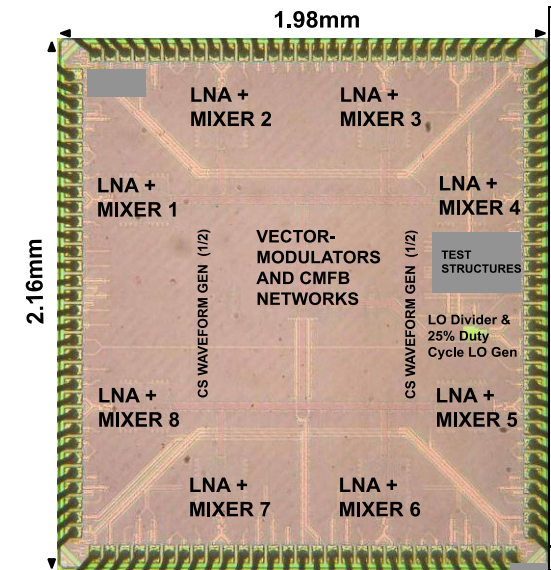 1.98mm
LNA +
MIXER 2
LNA +
MIXER 3
LNA +
MIXER 1
LNA +
MIXER 4
2.16mm
CS WAVEFORM GEN (1/2)
VECTOR-
MODULATORS
AND CMFB
NETWORKS
CS WAVEFORM GEN (1/2)
TEST
STRUCTURES
LO Divider &
25% Duty
Cycle LO Gen
LNA +
MIXER 8
LNA +
MIXER 5
LNA +
MIXER 7
LNA +
MIXER 6